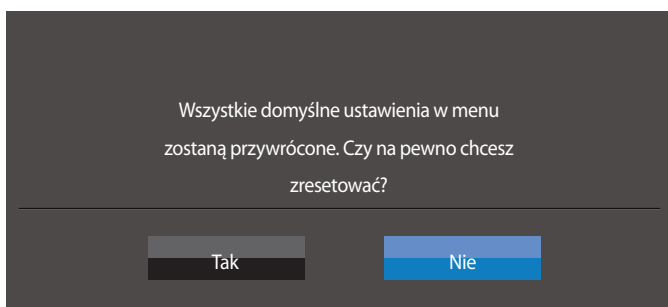 Wszystkie domyślne ustawienia w menu
zostaną przywrócone. Czy na pewno chcesz
zresetować?
Tak
Nie